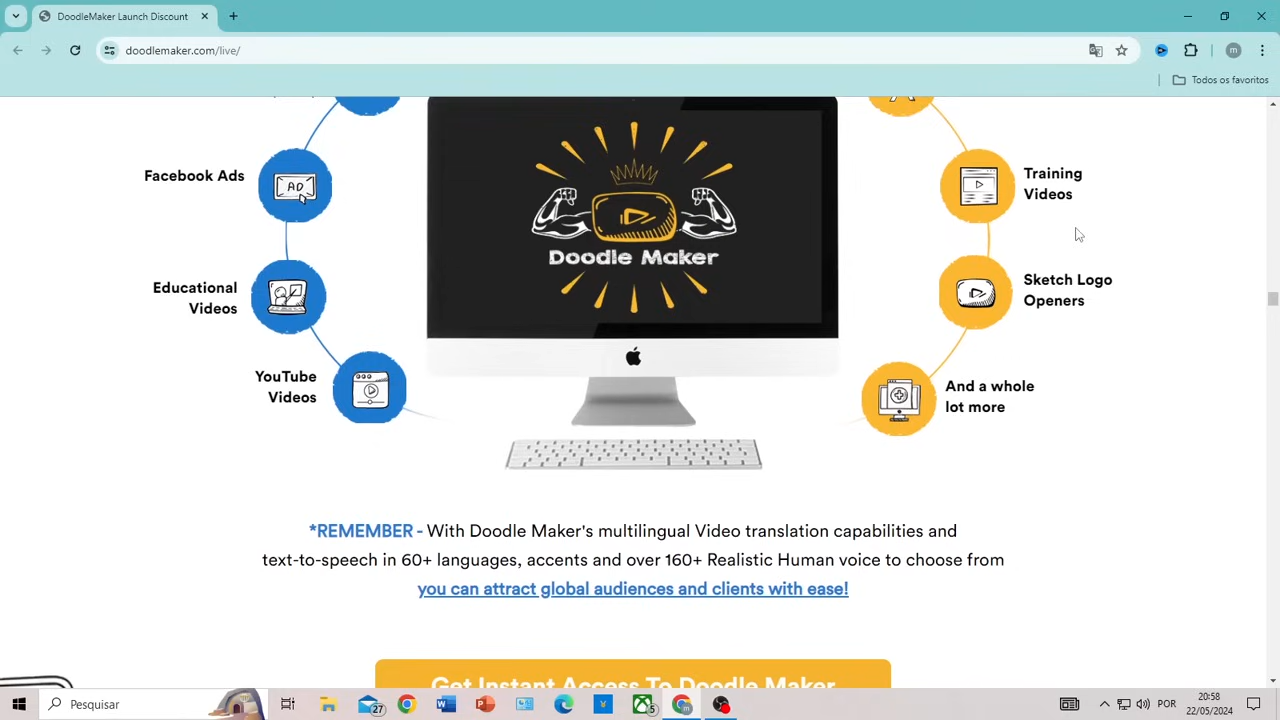 DoodleMaker Launch Discount
doodlemaker.com/live/
m
Todos os favoritos
Facebook Ads
AD
Educational
Videos
YouTube
Videos
Doodle Maker
Training
Videos
Sketch Logo
Openers
And a whole
lot more
*REMEMBER - With Doodle Maker's multilingual Video translation capabilities and
text-to-speech in 60+ languages, accents and over 160+ Realistic Human voice to choose from
you can attract global audiences and clients with ease!
Get Instant Access To Doodle Maker
Pesquisar
27
5
POR
20:58
22/05/2024